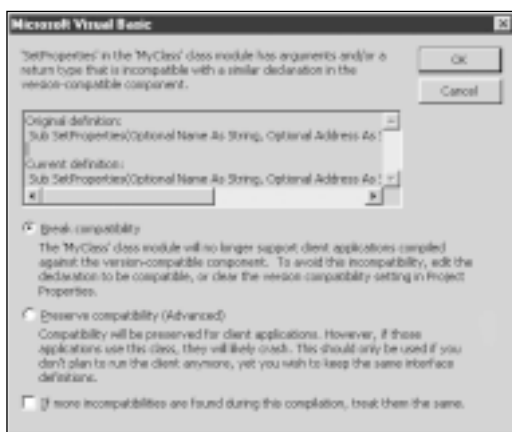 Microsoft Visual Basic
'SetProperties' in the 'MyClass' class module has arguments and/or a
return type that is incompatible with a similar declaration in the
version-compatible component.
OK
Cancel
Original definition:
Sub SetProperties(Optional Name As String, Optional Address As S
Current definition:
Sub SetProperties(Optional Name As String, Optional Address As S
Break compatibility
The 'MyClass' class module will no longer support client applications compiled
against the version-compatible component. To avoid this incompatibility, edit the
declaration to be compatible, or clear the version compatibility setting in Project
Properties.
Preserve compatibility (Advanced)
Compatibility will be preserved for client applications. However, if those
applications use this class, they will likely crash. This should only be used if you
don't plan to run the client anymore, yet you wish to keep the same interface
definitions.
If more incompatibilities are found during this compilation, treat them the same.